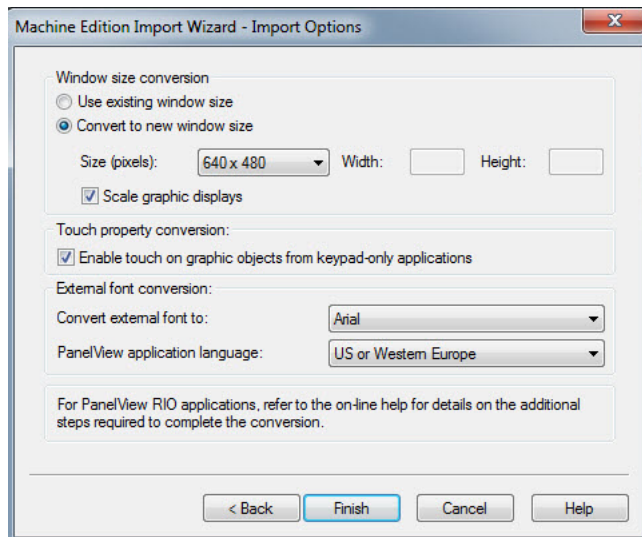 Machine Edition Import Wizard - Import Options
Window size conversion
Use existing window size
Convert to new window size
Size (pixels): 640 x 480 Width: Height:
Scale graphic displays
Touch property conversion:
Enable touch on graphic objects from keypad-only applications
External font conversion:
Convert external font to: Arial
PanelView application language: US or Western Europe
For PanelView RIO applications, refer to the on-line help for details on the additional
steps required to complete the conversion.
< Back Finish Cancel Help